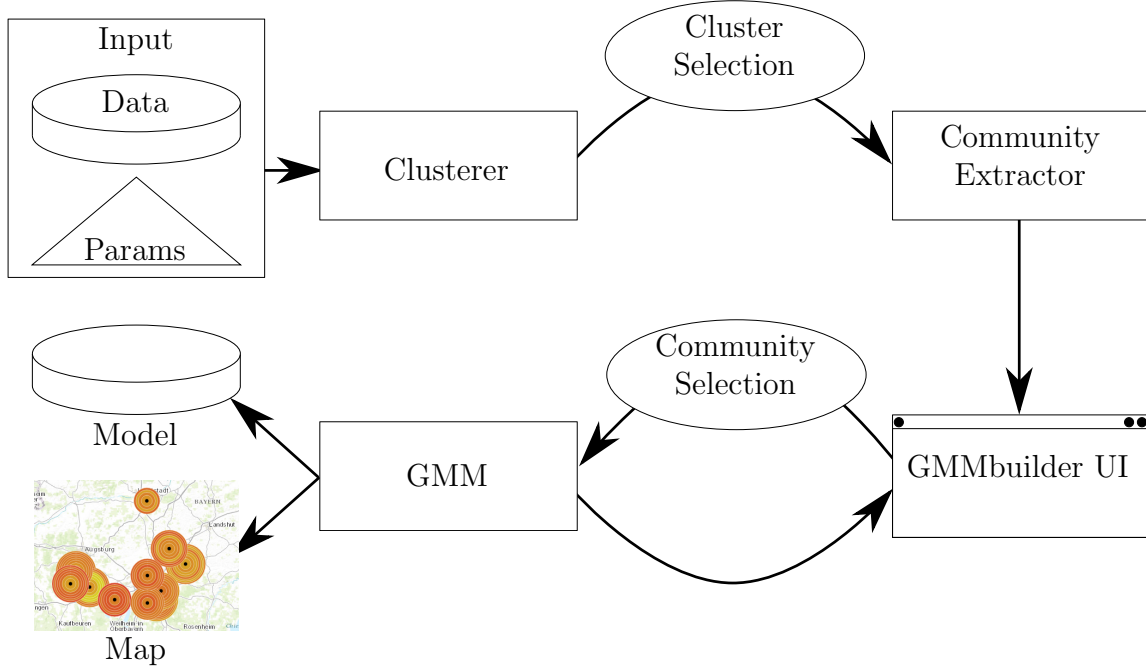 Input
Data
Params
Clusterer
Cluster
Selection
Community
Extractor
Model
GMM
Community
Selection
GMMbuilder UI
BAYERN
Landshut
Augsburg
Kaufbeuren
Weilheim in
Oberbayern
Rosenheim
Map